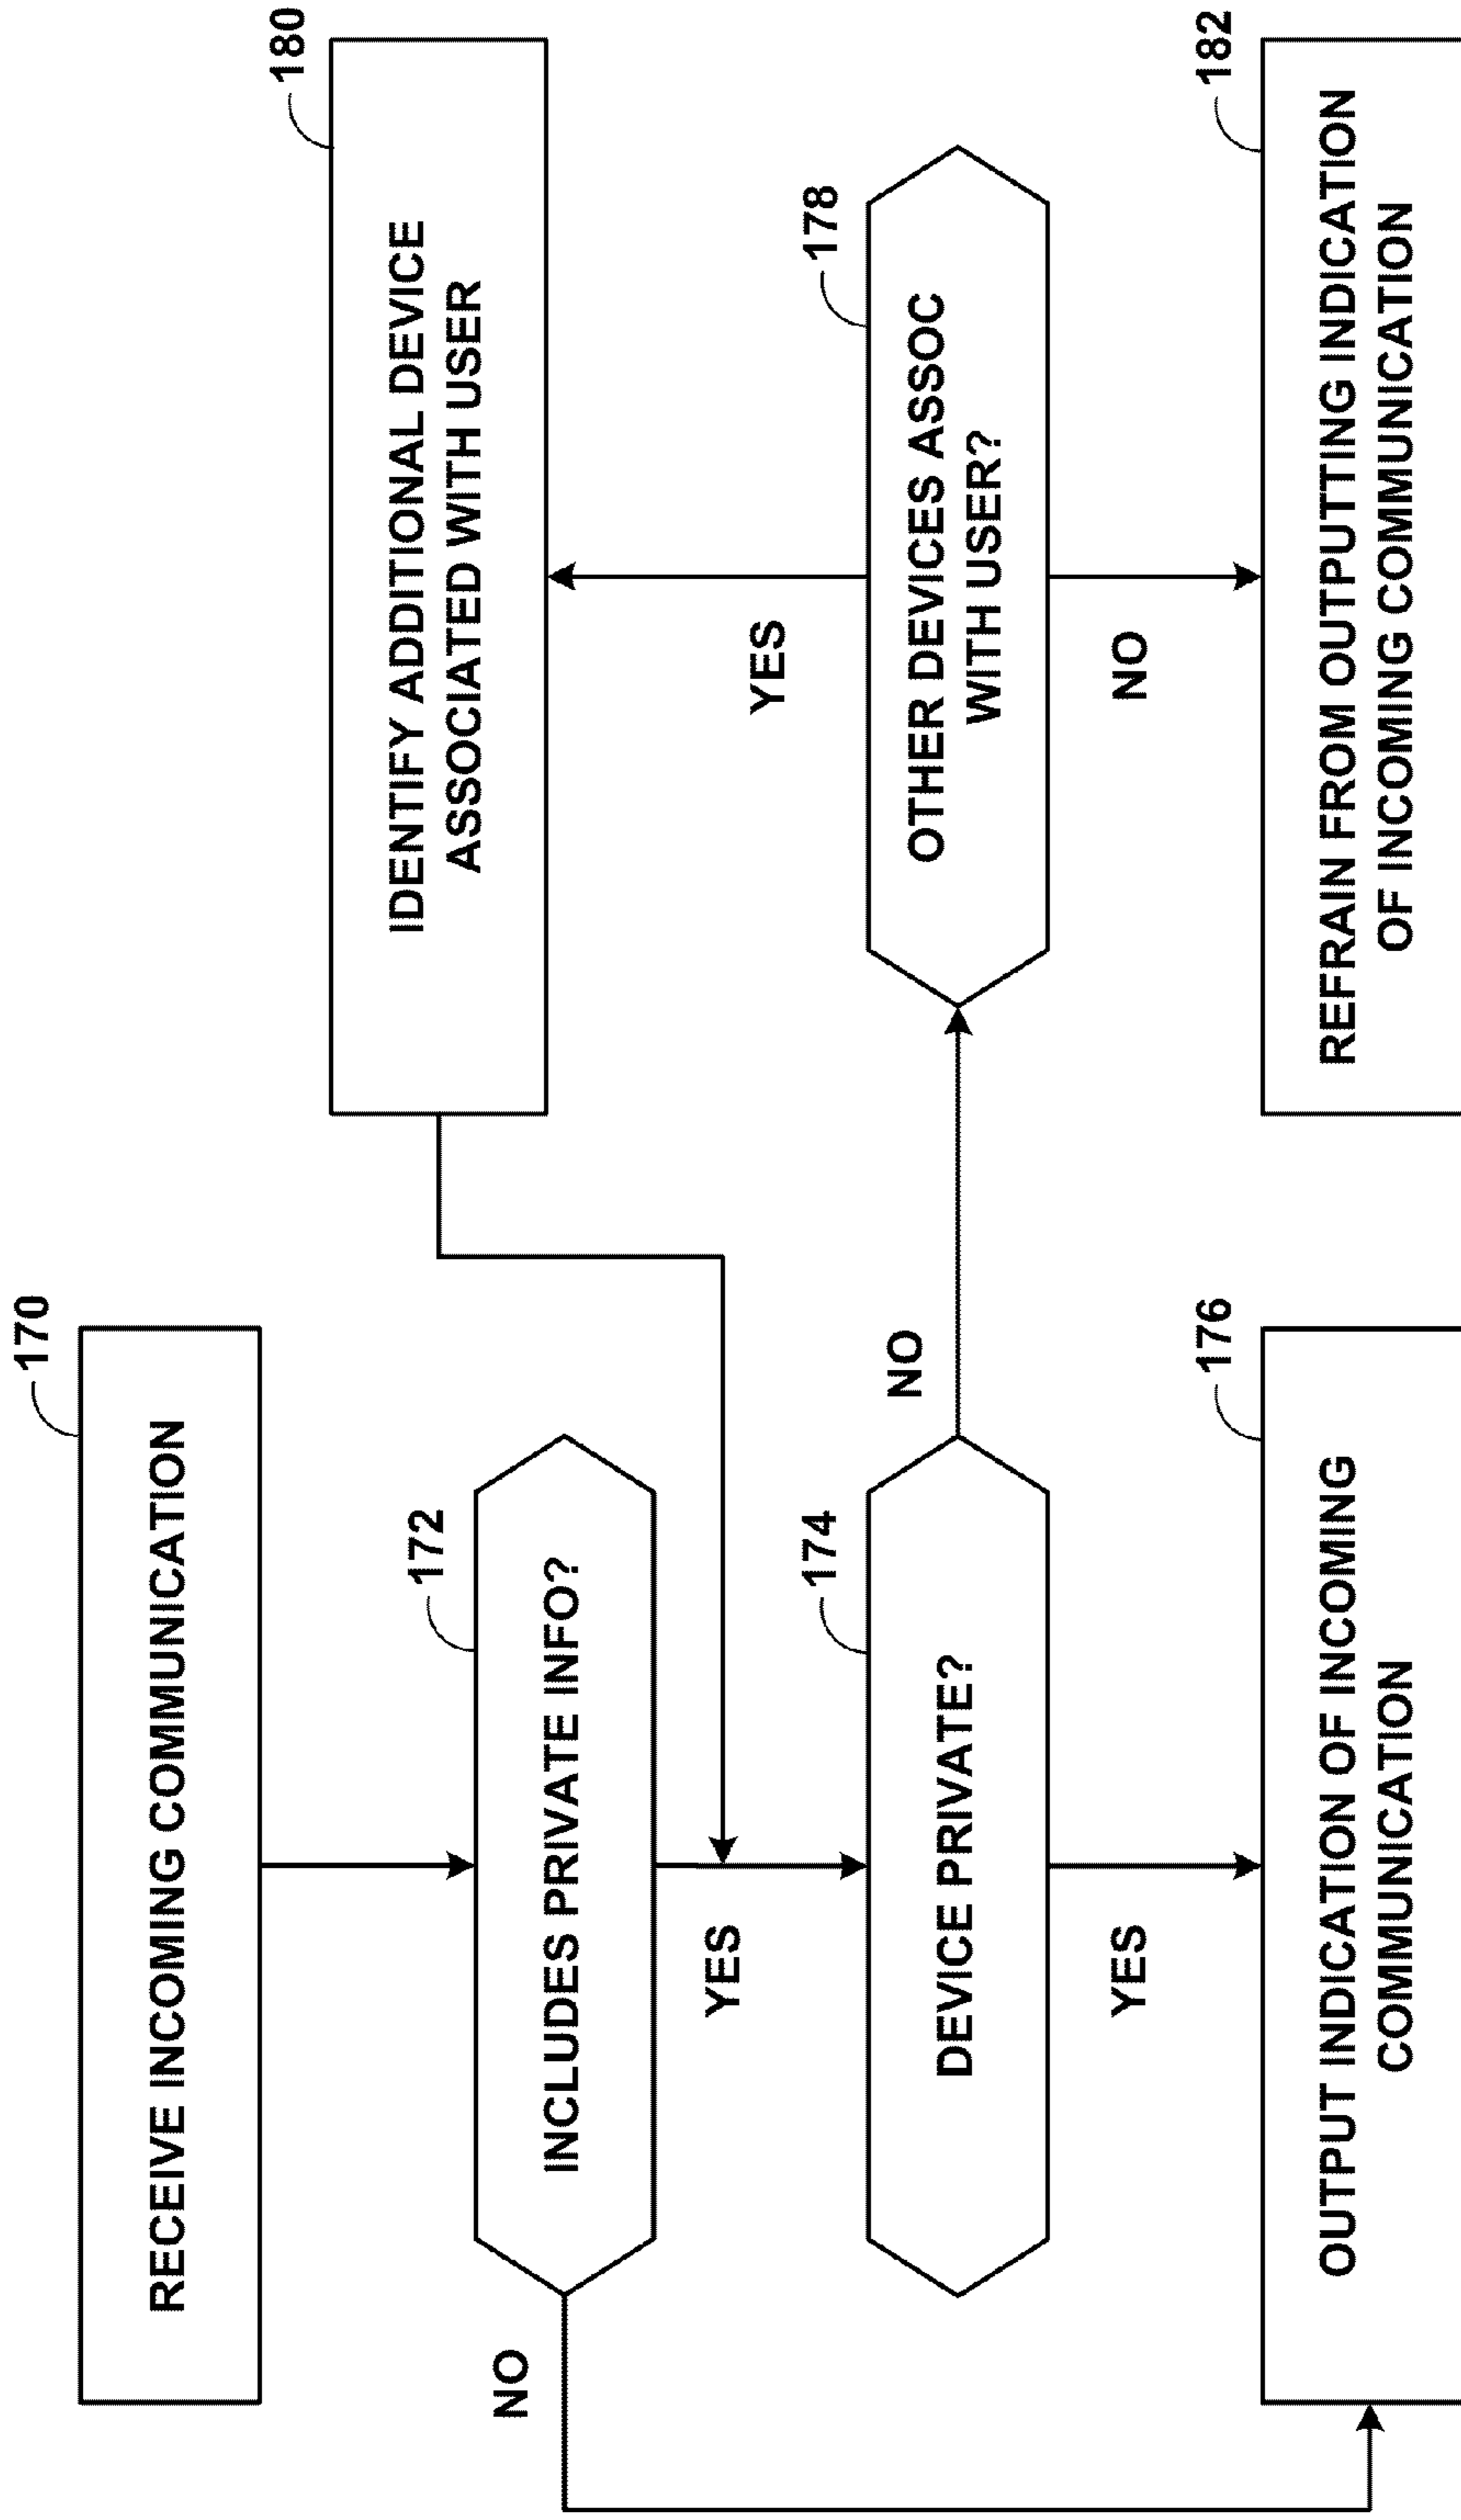 170
RECEIVE INCOMING COMMUNICATION
172
INCLUDES PRIVATE INFO?
NO
YES
174
DEVICE PRIVATE?
NO
YES
176
OUTPUT INDICATION OF INCOMING
COMMUNICATION
180
IDENTIFY ADDITIONAL DEVICE
ASSOCIATED WITH USER
YES
178
OTHER DEVICES ASSOC
WITH USER?
NO
182
REFRAIN FROM OUTPUTTING INDICATION
OF INCOMING COMMUNICATION